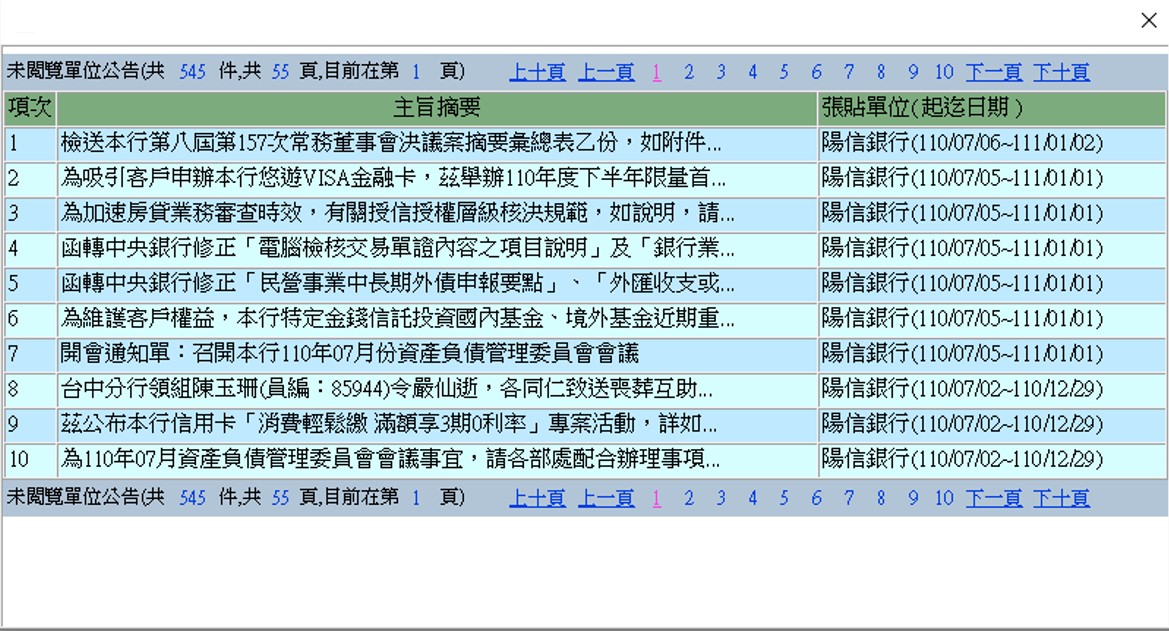 未閱覽單位公告(共 545 件,共 55 頁,目前在第 1 頁) 上十頁 上一頁 1 2 3 4 5 6 7 8 9 10 下一頁 下十頁
項次 主旨摘要 張貼單位(起迄日期)
1 檢送本行第八屆第157次常務董事會決議案摘要彙總表乙份，如附件... 陽信銀行(110/07/06~111/01/02)
2 為吸引客戶申辦本行悠遊VISA金融卡，茲舉辦110年度下半年限量首... 陽信銀行(110/07/05~111/01/01)
3 為加速房貸業務審查時效，有關授信授權層級核決規範，如說明，請... 陽信銀行(110/07/05~111/01/01)
4 函轉中央銀行修正「電腦檢核交易單證內容之項目說明」及「銀行業... 陽信銀行(110/07/05~111/01/01)
5 函轉中央銀行修正「民營事業中長期外債申報要點」、「外匯收支或... 陽信銀行(110/07/05~111/01/01)
6 為維護客戶權益，本行特定金錢信託投資國內基金、境外基金近期重... 陽信銀行(110/07/05~111/01/01)
7 開會通知單：召開本行110年07月份資產負債管理委員會會議 陽信銀行(110/07/05~111/01/01)
8 台中分行領組陳玉珊(員編：85944)令嚴仙逝，各同仁致送喪葬互助... 陽信銀行(110/07/02~110/12/29)
9 茲公布本行信用卡「消費輕鬆繳 滿額享3期0利率」專案活動，詳如... 陽信銀行(110/07/02~110/12/29)
10 為110年07月資產負債管理委員會會議事宜，請各部處配合辦理事項... 陽信銀行(110/07/02~110/12/29)
未閱覽單位公告(共 545 件,共 55 頁,目前在第 1 頁) 上十頁 上一頁 1 2 3 4 5 6 7 8 9 10 下一頁 下十頁